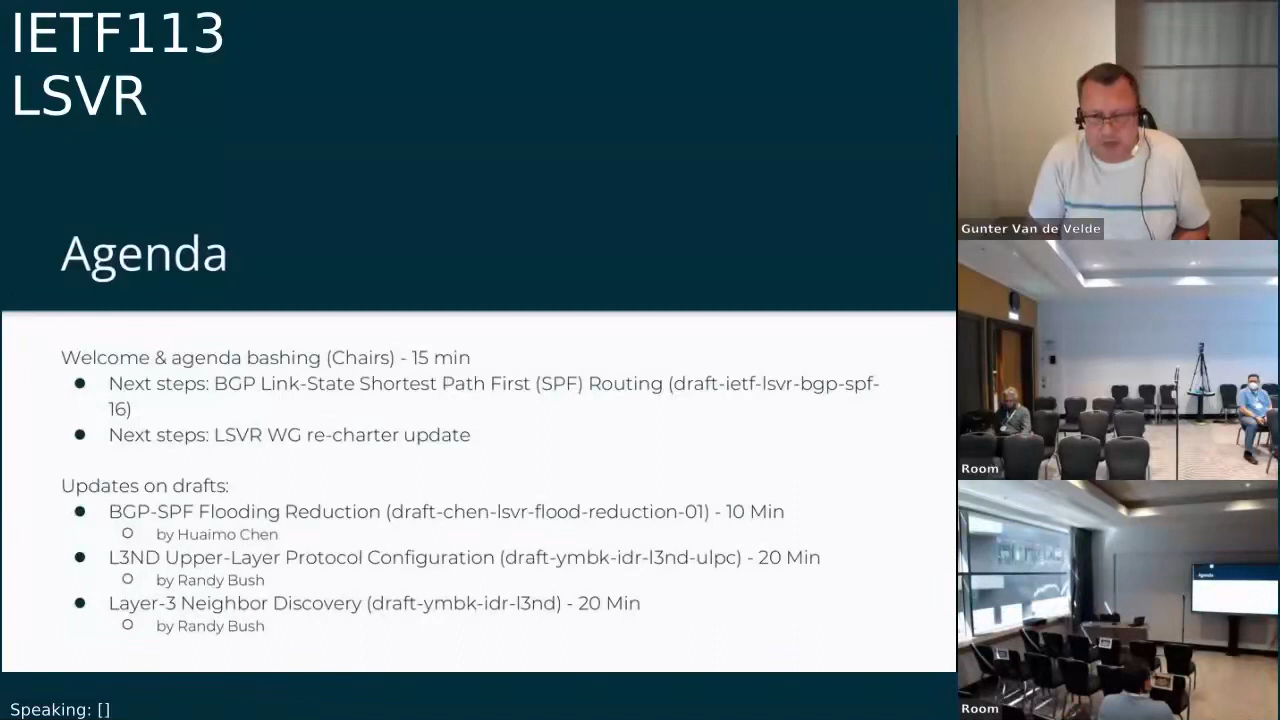 IETF113
LSVR
Agenda
Welcome & agenda bashing (Chairs) - 15 min
● Next steps: BGP Link-State Shortest Path First (SPF) Routing (draft-ietf-lsvr-bgp-spf-
16)
● Next steps: LSVR WG re-charter update
Updates on drafts:
● BGP-SPF Flooding Reduction (draft-chen-lsvr-flood-reduction-01) - 10 Min
○ by Huaimo Chen
● L3ND Upper-Layer Protocol Configuration (draft-ymbk-idr-l3nd-ulpc) - 20 Min
○ by Randy Bush
● Layer-3 Neighbor Discovery (draft-ymbk-idr-l3nd) - 20 Min
○ by Randy Bush
Speaking: []
Gunter Van de Velde
Room
Agenda
Room